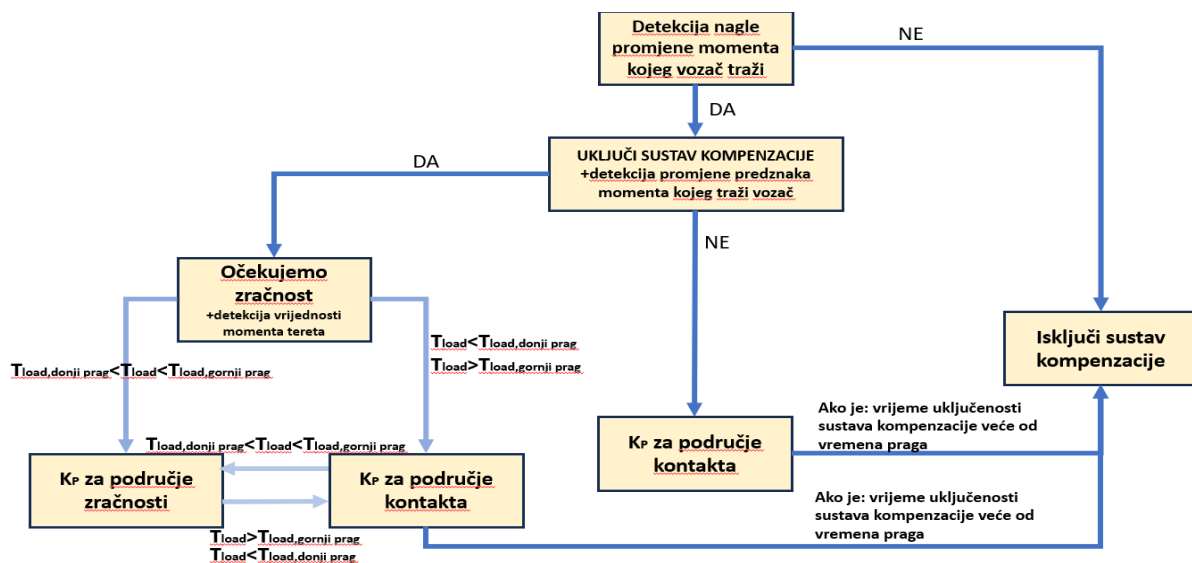 Detekcija nagle
promjene momenta
kojeg vozač traži
NE
DA
UKLJUČI SUSTAV KOMPENZACIJE
+detekcija promjene predznaka
momenta kojeg traži vozač
DA
NE
Očekujemo
zračnost
+detekcija vrijednosti
momenta tereta
Tload<Tload,donji prag
Tload>Tload,gornji prag
Tload,donji prag<Tload<Tload,gornji prag
Isključi sustav
kompenzacije
Tload,donji prag<Tload<Tload,gornji prag
KP za područje
zračnosti
KP za područje
kontakta
Tload>Tload,gornji prag
Tload<Tload,donji prag
KP za područje
kontakta
Ako je: vrijeme uključenosti
sustava kompenzacije veće od
vremena praga
Ako je: vrijeme uključenosti
sustava kompenzacije veće od
vremena praga